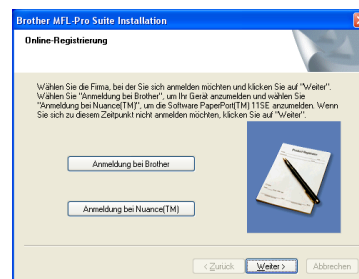 Brother MFL-Pro Suite Installation
Online-Registrierung
Wählen Sie die Firma, bei der Sie sich anmelden möchten und klicken Sie auf "Weiter".
Wählen Sie "Anmeldung bei Brother", um Ihr Gerät anzumelden und wählen Sie
"Anmeldung bei Nuance(TM)", um die Software PaperPort(TM) 11SE anzumelden. Wenn
Sie sich zu diesem Zeitpunkt nicht anmelden möchten, klicken Sie auf "Weiter".
Anmeldung bei Brother
Anmeldung bei Nuance(TM)
< Zurück
Weiter >
Abbrechen